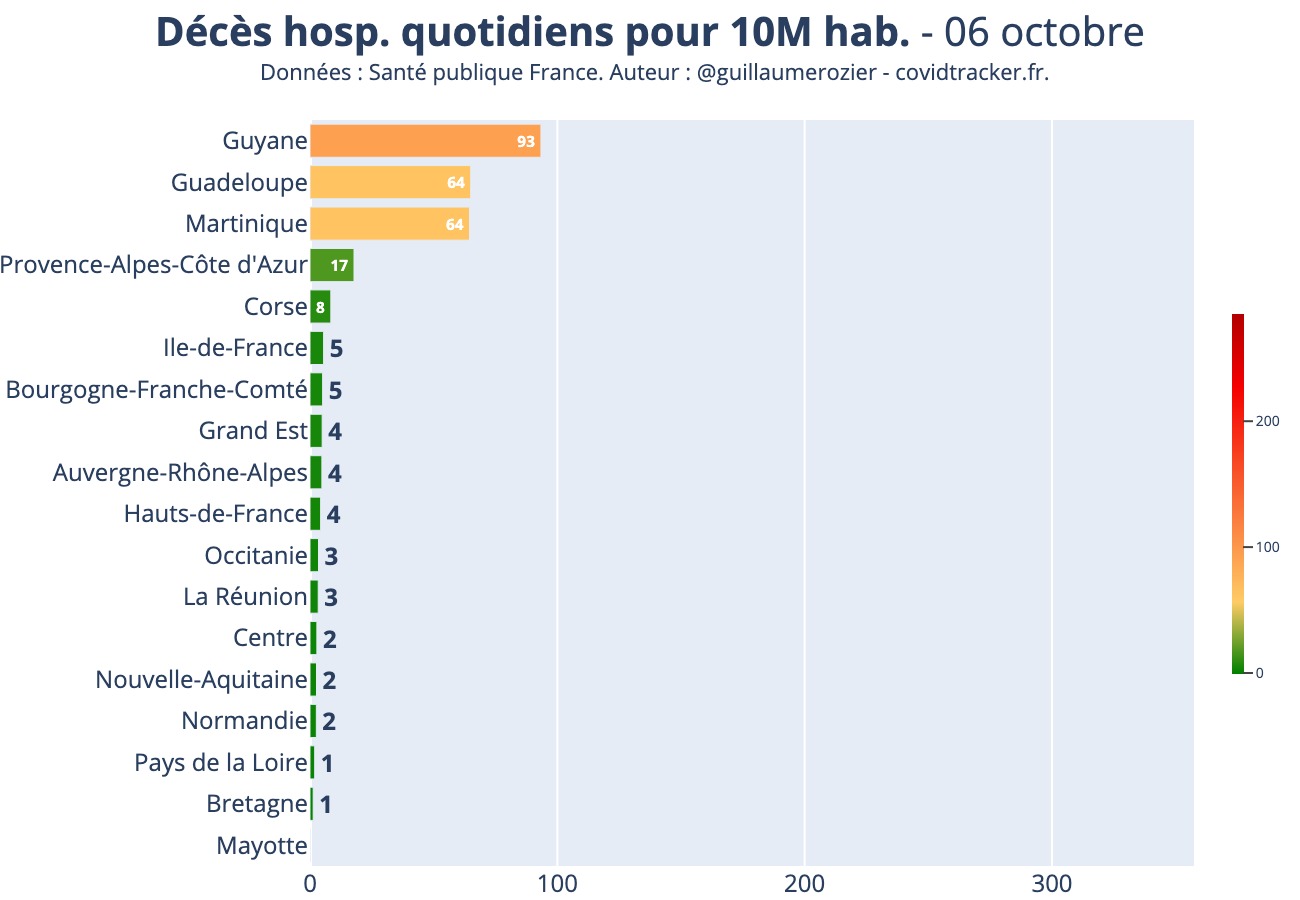 Décès hosp. quotidiens pour 10M hab. - 06 octobre
Données : Santé publique France. Auteur : @guillaumerozier - covidtracker.fr.
Guyane 93
Guadeloupe 64
Martinique 64
Provence-Alpes-Côte d'Azur 17
Corse 8
Ile-de-France 5
Bourgogne-Franche-Comté 5
Grand Est 4
Auvergne-Rhône-Alpes 4
Hauts-de-France 4
Occitanie 3
La Réunion 3
Centre 2
Nouvelle-Aquitaine 2
Normandie 2
Pays de la Loire 1
Bretagne 1
Mayotte
0 100 200 300
200
100
0